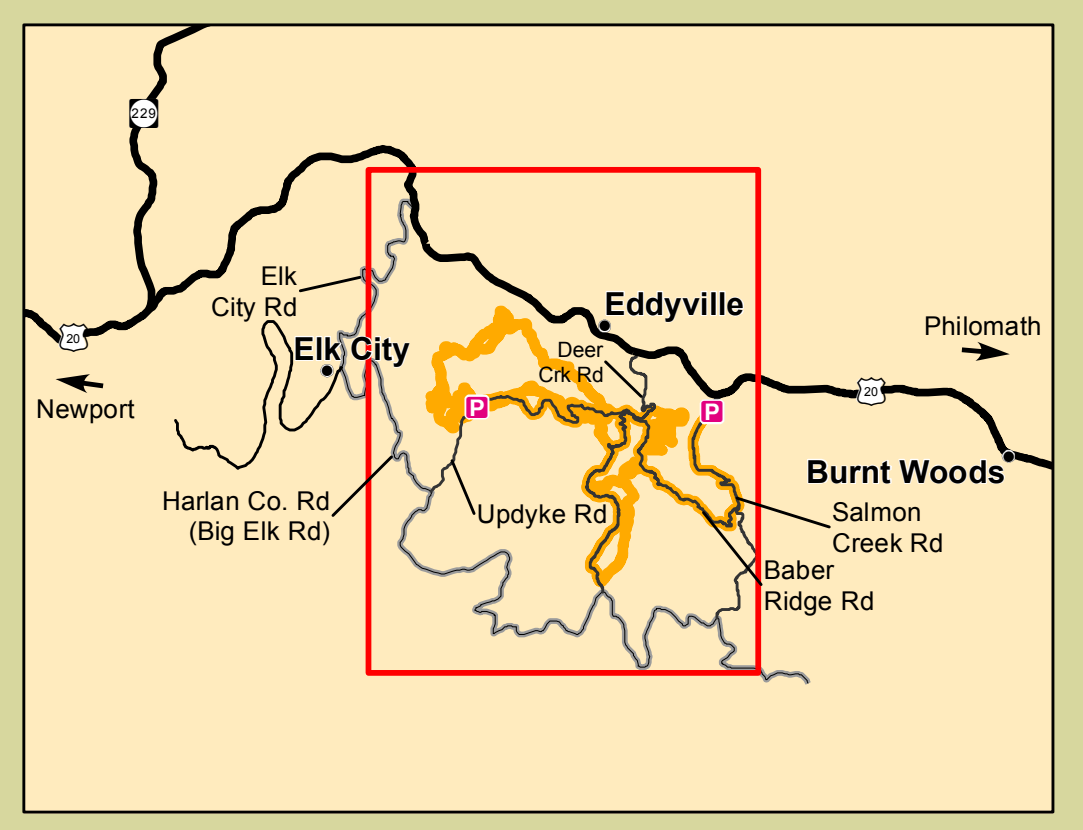 229
Elk
City Rd
20
Eddyville
Philomath
Elk City
Deer
Crk Rd
Newport
P
P
20
Burnt Woods
Harlan Co. Rd
(Big Elk Rd)
Updyke Rd
Salmon
Creek Rd
Baber
Ridge Rd